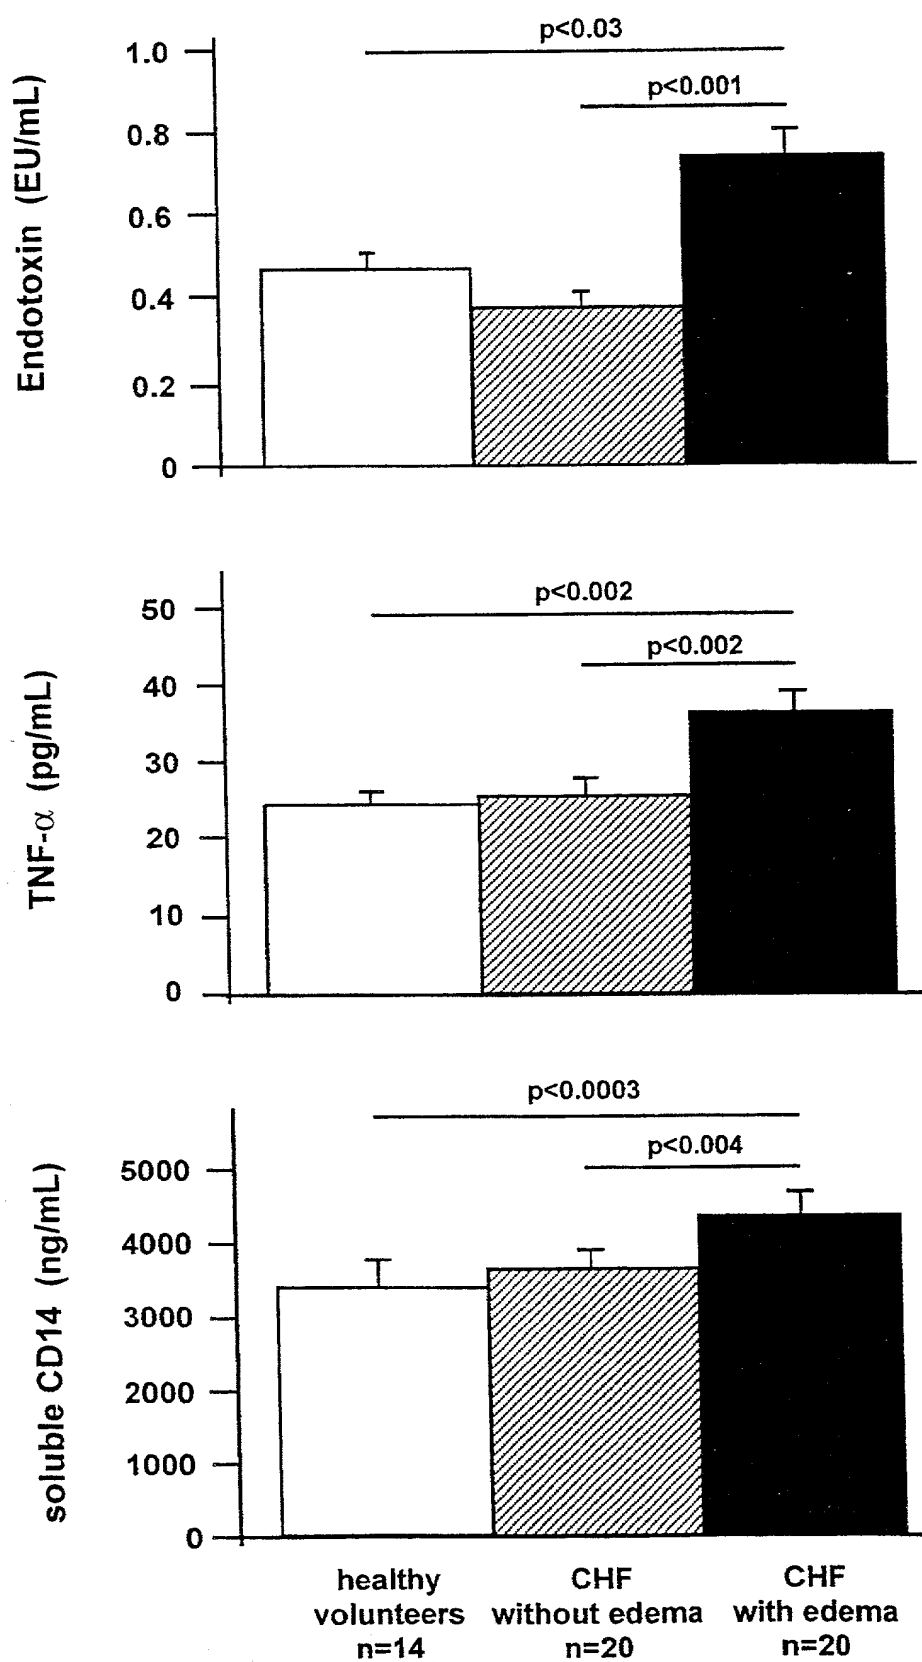 p<0.03
p<0.001
Endotoxin (EU/mL)
1.0
0.8
0.6
0.4
0.2
0
p<0.002
p<0.002
TNF-α (pg/mL)
50
40
30
20
10
0
p<0.0003
p<0.004
soluble CD14 (ng/mL)
5000
4000
3000
2000
1000
0
healthy
volunteers
n=14
CHF
without edema
n=20
CHF
with edema
n=20